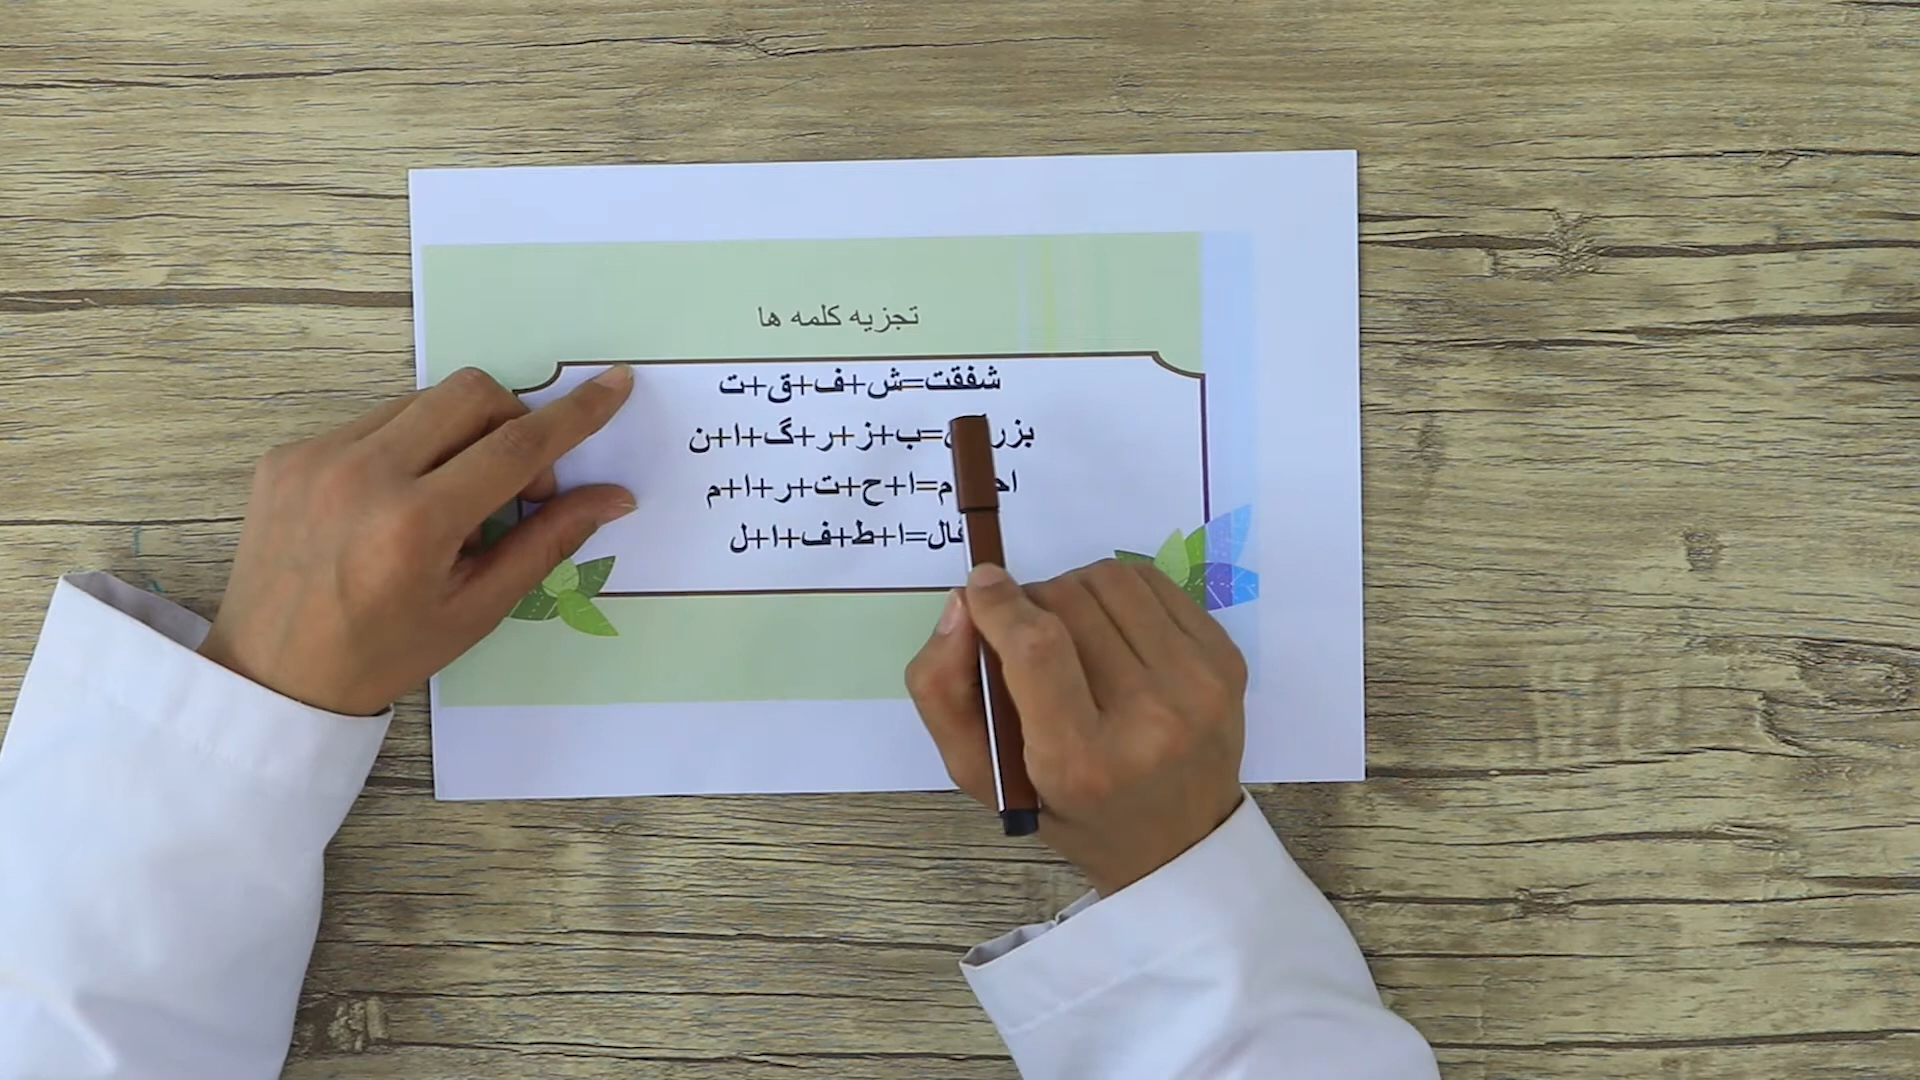 تجزیه کلمه ها
شفقت=ش+ف+ق+ت
=ب+ز+ر+گ+ا+ن
=ا+ح+ت+ر+ا+م
=ا+ط+ف+ا+ل